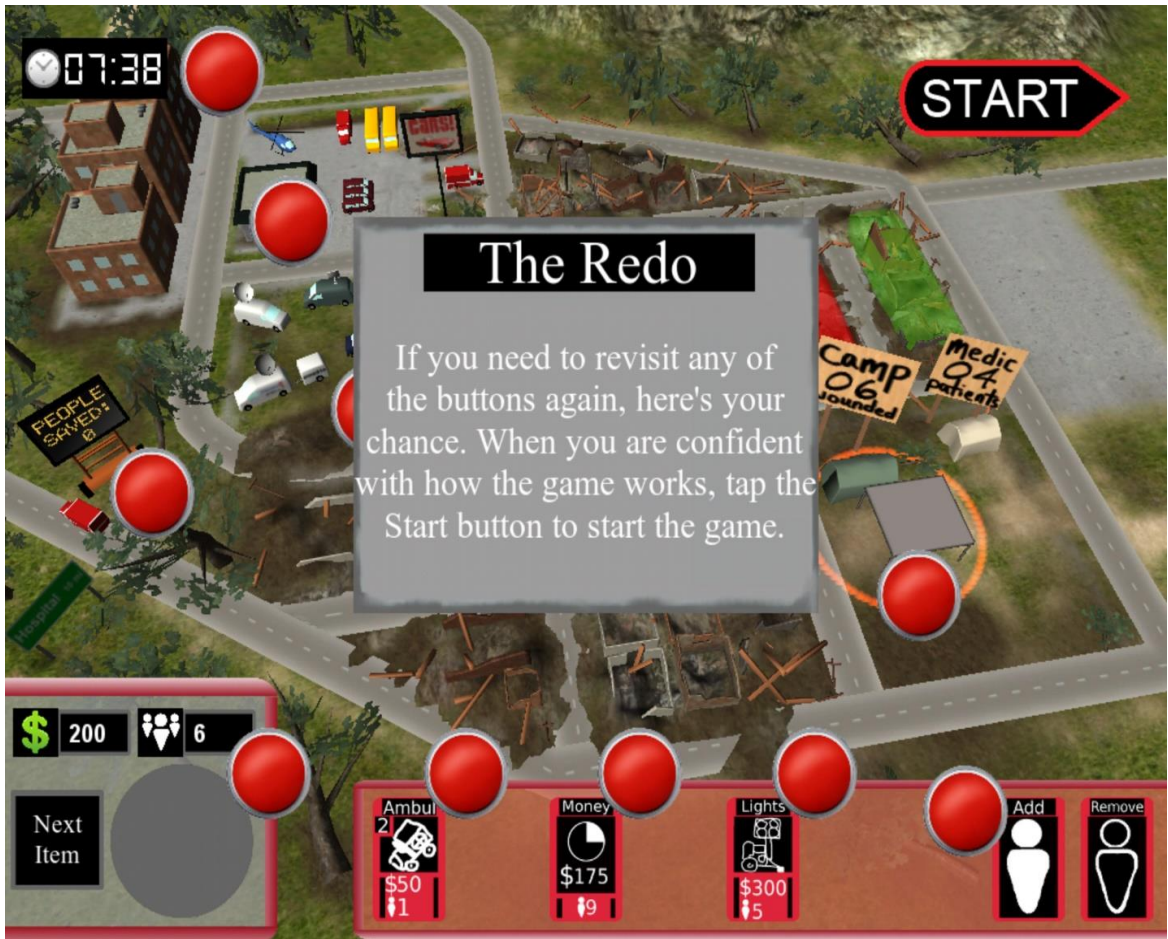 07:38
START
CARS!
The Redo
If you need to revisit any of
the buttons again, here's your
chance. When you are confident
with how the game works, tap the
Start button to start the game.
Camp
06
wounded
Medic
04
patients
PEOPLE
SAVED:
0
Hospital
$ 200
6
Next
Item
Ambul
2
$50
1
Money
$175
9
Lights
$300
5
Add
Remove